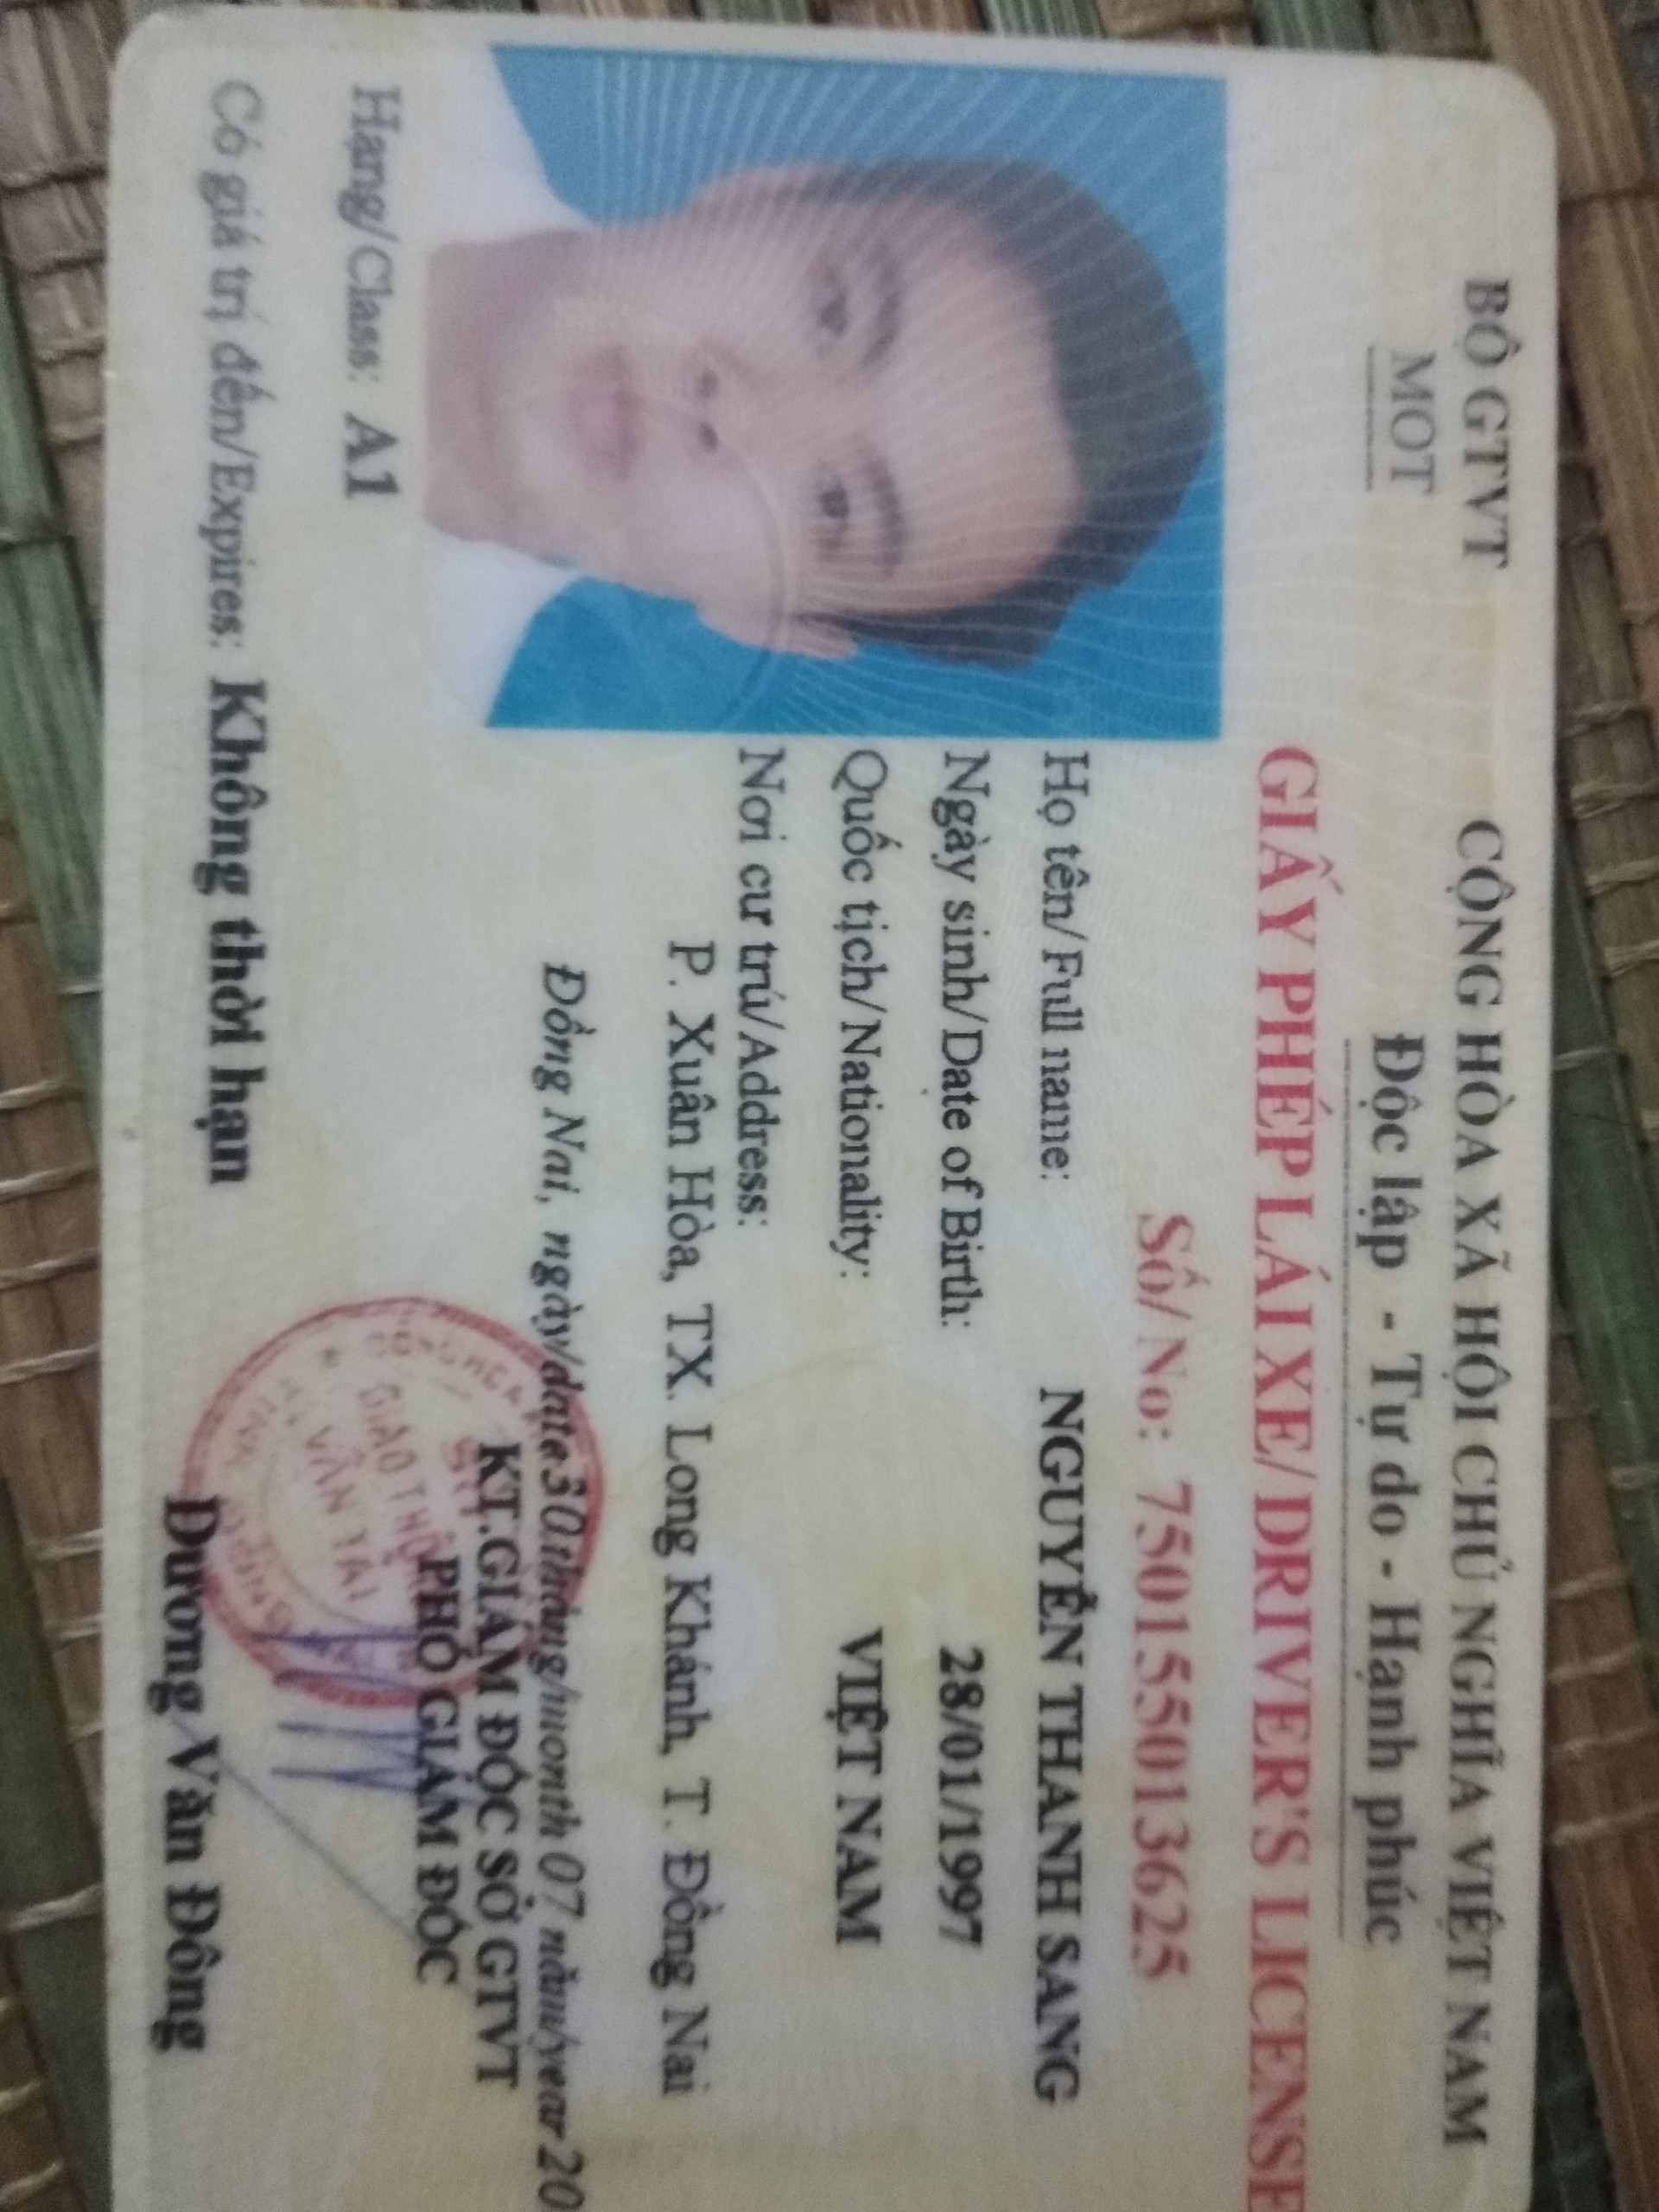 BỘ GTVT
MOT
CỘNG HÒA XÃ HỘI CHỦ NGHĨA VIỆT NAM
Độc lập - Tự do - Hạnh phúc
GIẤY PHÉP LÁI XE/ DRIVER'S LICENSE
Số/ No: 750155013625
Họ tên/ Full name: NGUYỄN THANH SANG
Ngày sinh/ Date of Birth: 28/01/1997
Quốc tịch/ Nationality: VIỆT NAM
Nơi cư trú/ Address:
P. Xuân Hòa, TX. Long Khánh, T. Đồng Nai
Đồng Nai, ngày/date 30 tháng/month 07 năm/year 20
KT.GIÁM ĐỐC SỞ GTVT
PHÓ GIÁM ĐỐC
SỞ
GIAO THÔNG
VẬN TẢI
Dương Văn Đông
Hạng/ Class: A1
Có giá trị đến/Expires: Không thời hạn